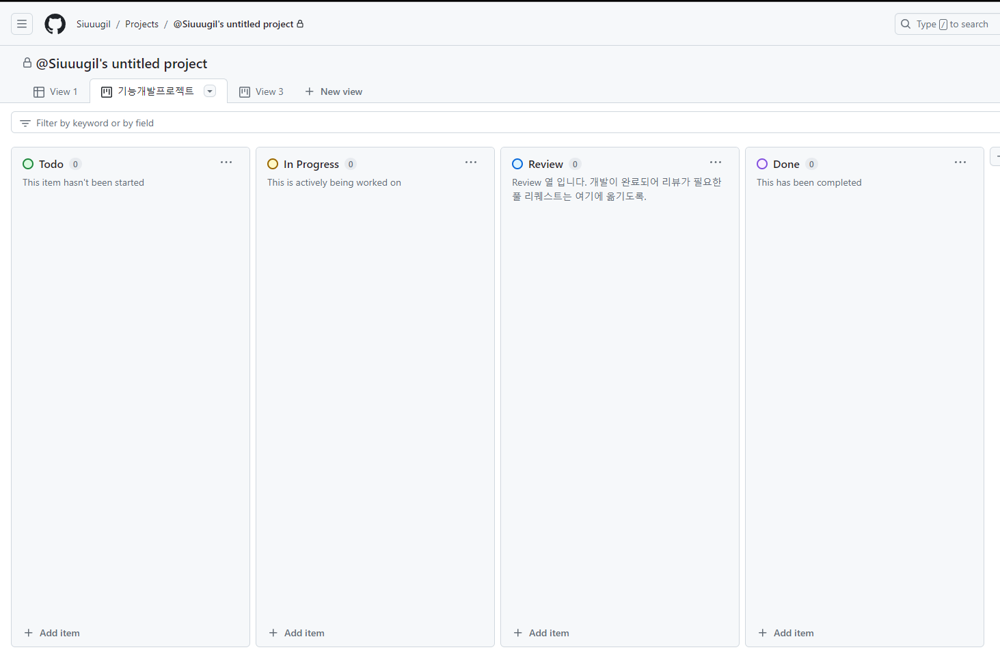 Siuuugil / Projects / @Siuuugil's untitled project
Type / to search
@Siuuugil's untitled project
View 1
기능개발프로젝트
View 3
New view
Filter by keyword or by field
Todo 0
This item hasn't been started
In Progress 0
This is actively being worked on
Review 0
Review 열 입니다. 개발이 완료되어 리뷰가 필요한
풀 리퀘스트는 여기에 옮기도록.
Done 0
This has been completed
Add item
Add item
Add item
Add item